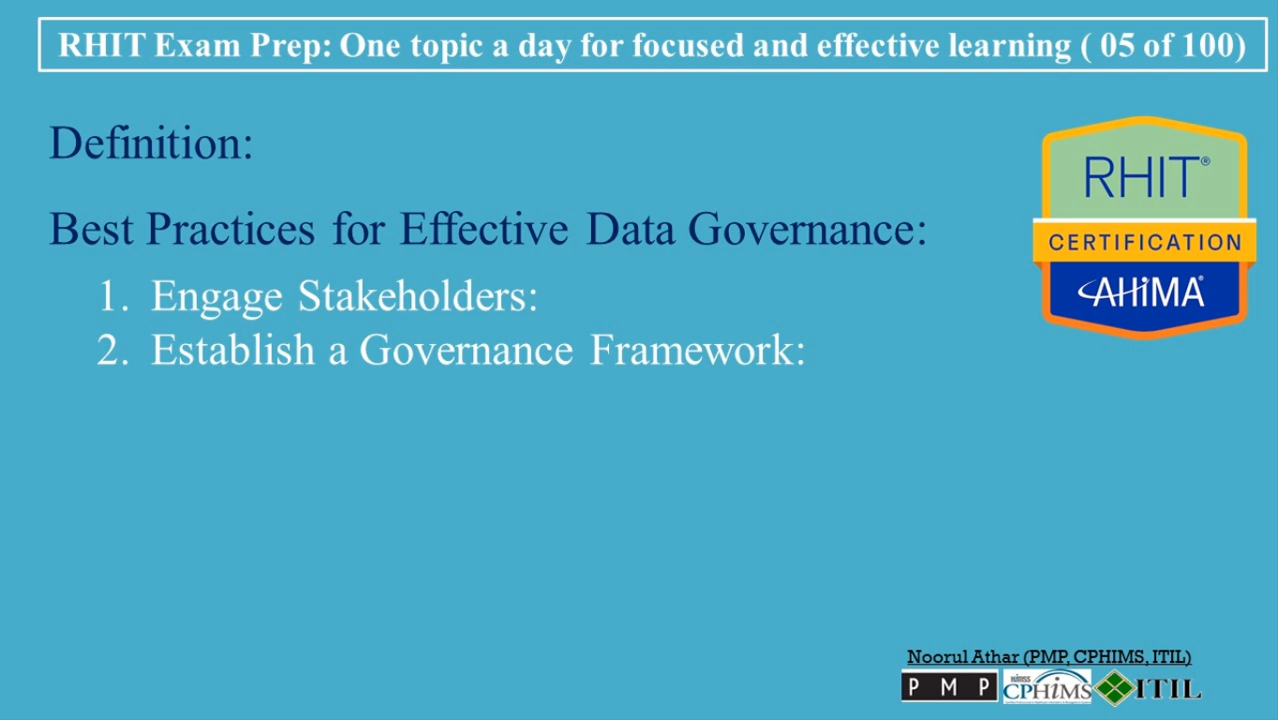 RHIT Exam Prep: One topic a day for focused and effective learning ( 05 of 100)
Definition:
Best Practices for Effective Data Governance:
1. Engage Stakeholders:
2. Establish a Governance Framework:
RHIT®
CERTIFICATION
AHiMA
Noorul Athar (PMP, CPHIMS, ITIL)
P M P
HiMSS
CPHiMS
ITIL